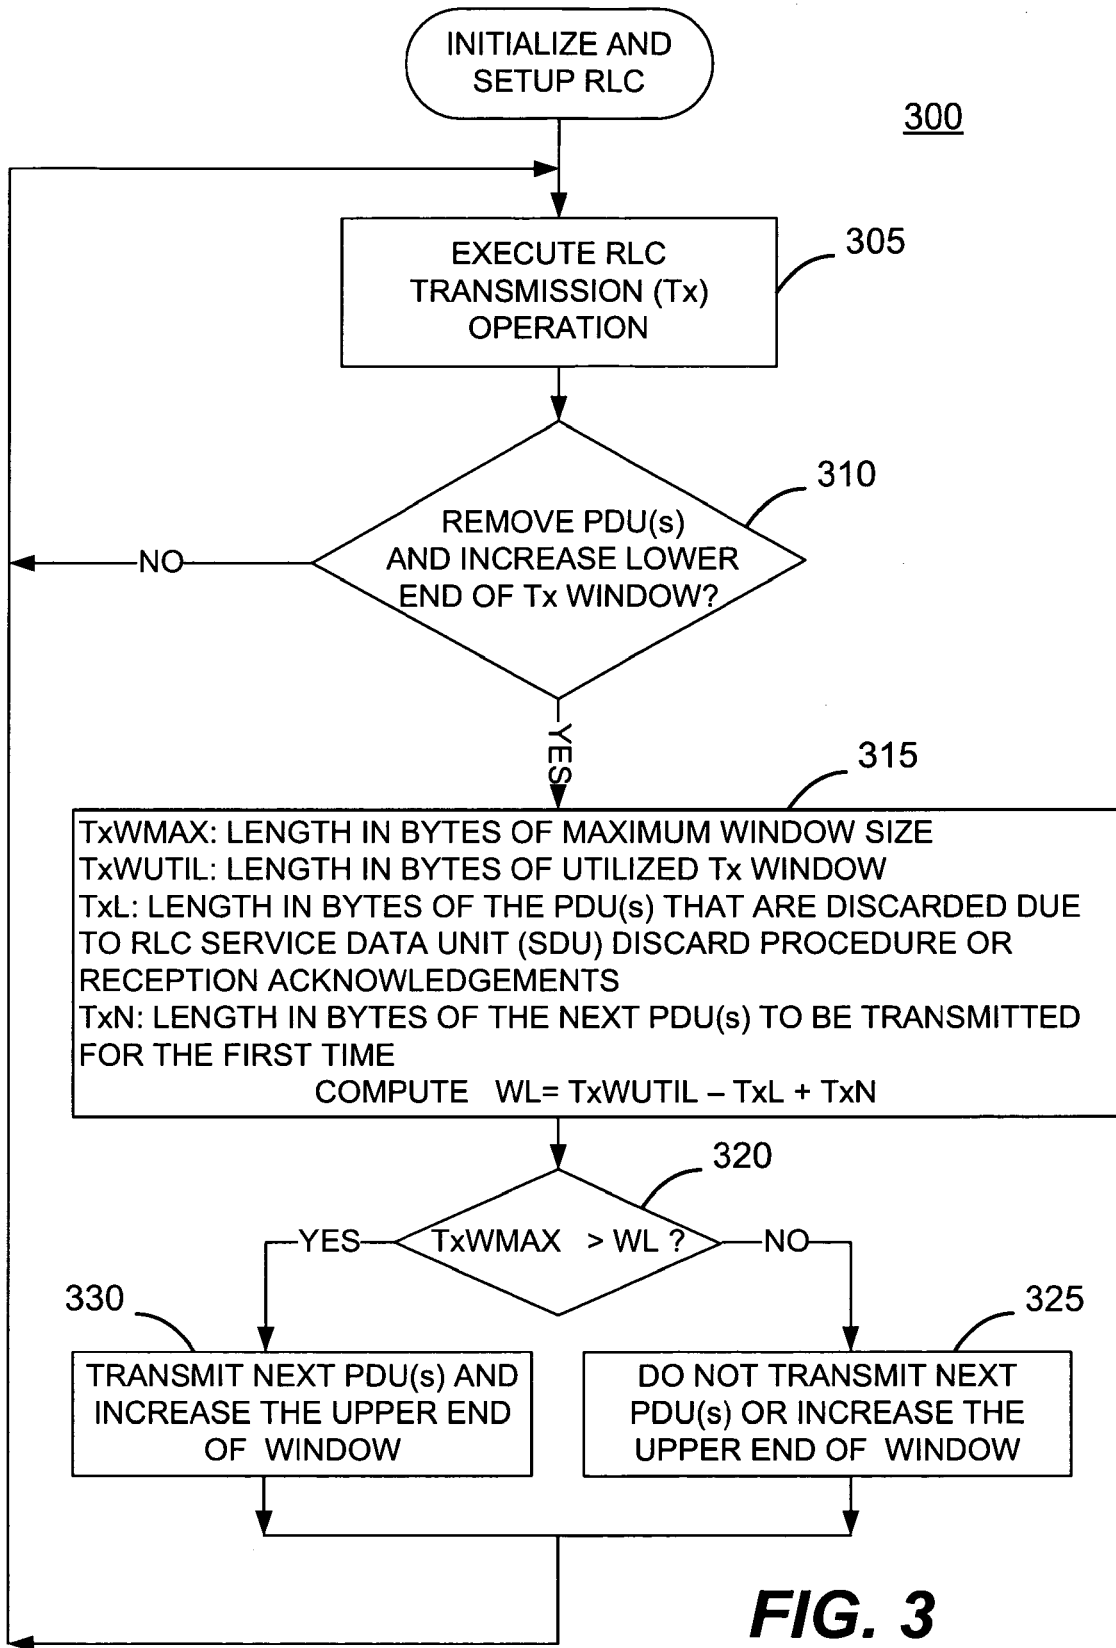 INITIALIZE AND
SETUP RLC
300
EXECUTE RLC
TRANSMISSION (Tx)
OPERATION
305
310
REMOVE PDU(s)
AND INCREASE LOWER
END OF Tx WINDOW?
NO
YES
315
TxWMAX: LENGTH IN BYTES OF MAXIMUM WINDOW SIZE
TxWUTIL: LENGTH IN BYTES OF UTILIZED Tx WINDOW
TxL: LENGTH IN BYTES OF THE PDU(s) THAT ARE DISCARDED DUE
TO RLC SERVICE DATA UNIT (SDU) DISCARD PROCEDURE OR
RECEPTION ACKNOWLEDGEMENTS
TxN: LENGTH IN BYTES OF THE NEXT PDU(s) TO BE TRANSMITTED
FOR THE FIRST TIME
COMPUTE WL= TxWUTIL – TxL + TxN
320
YES
TxWMAX > WL ?
NO
330
325
TRANSMIT NEXT PDU(s) AND
INCREASE THE UPPER END
OF WINDOW
DO NOT TRANSMIT NEXT
PDU(s) OR INCREASE THE
UPPER END OF WINDOW
FIG. 3